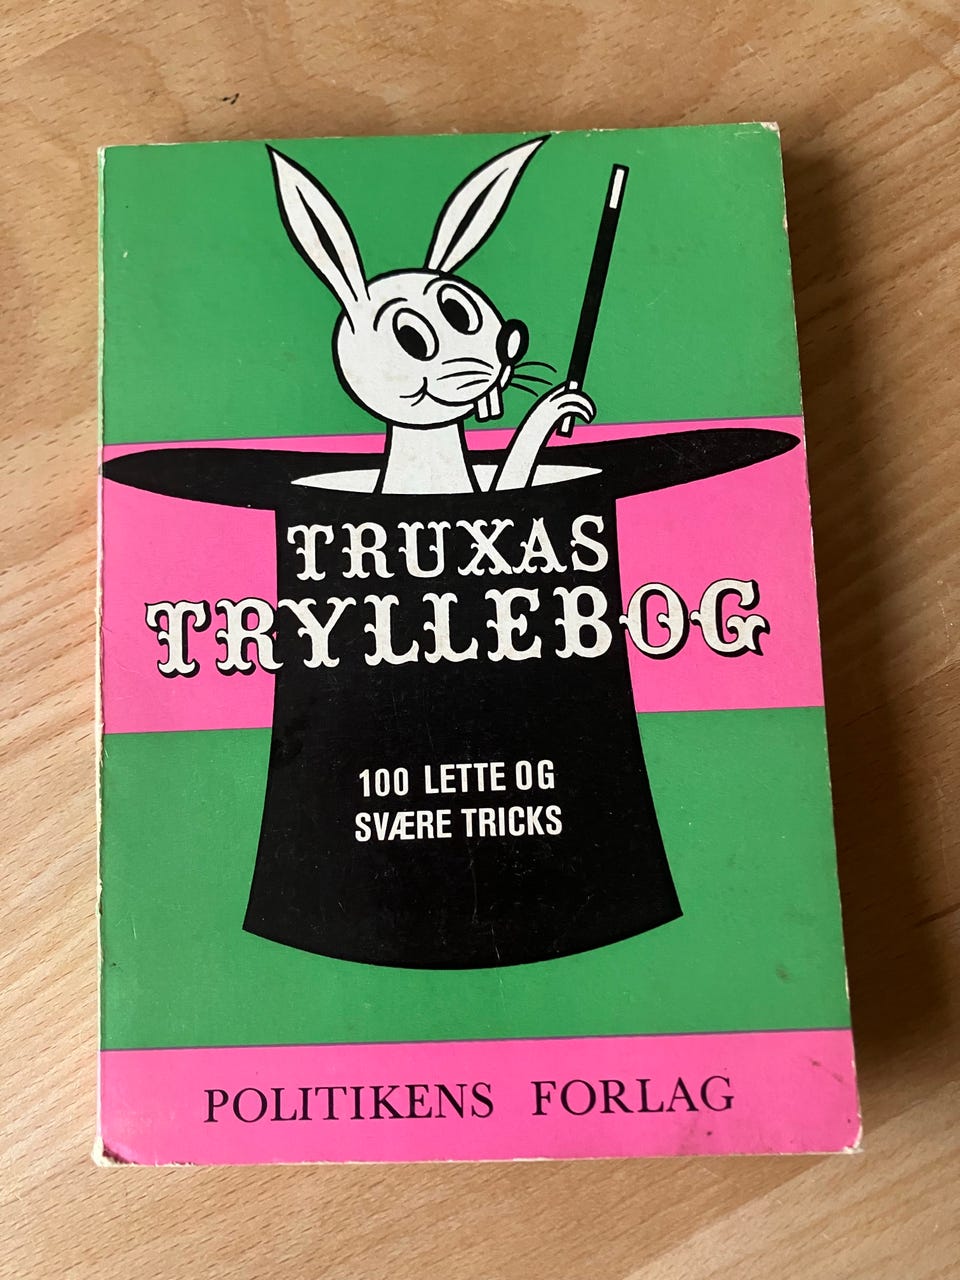 TRUXAS
TRYLLEBOG
100 LETTE OG
SVÆRE TRICKS
POLITIKENS FORLAG